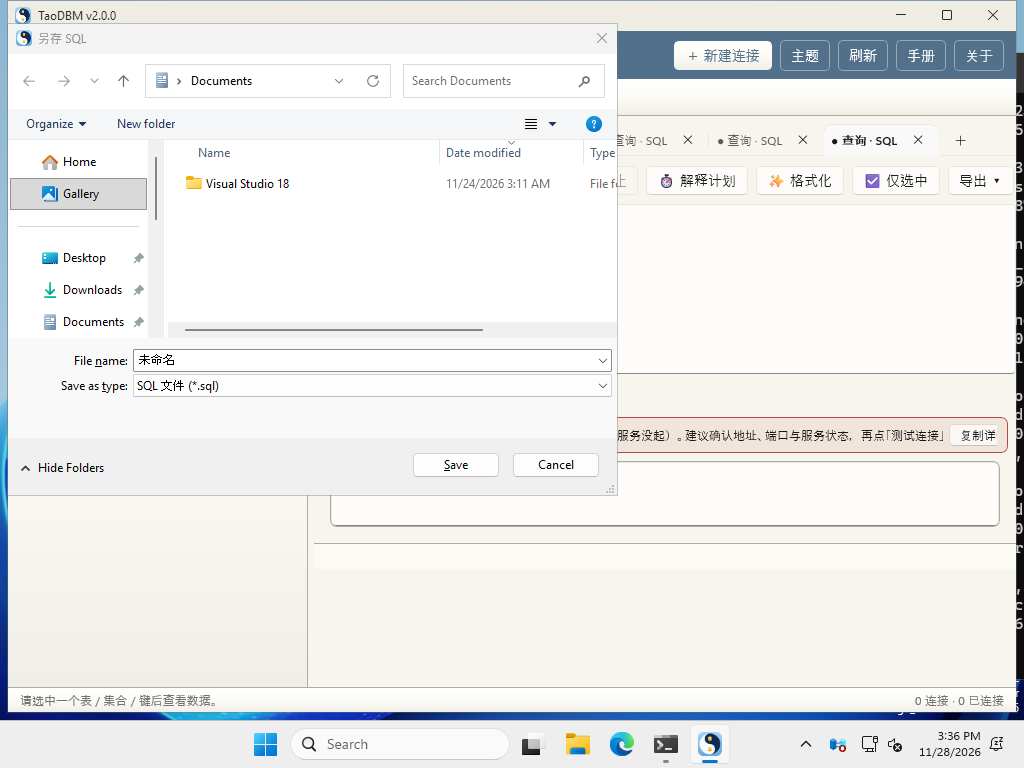 TaoDBM v2.0.0
另存 SQL
Documents
Search Documents
Organize
New folder
Name
Date modified
Type
Visual Studio 18
11/24/2026 3:11 AM
File f
Home
Gallery
Desktop
Downloads
Documents
File name:
未命名
Save as type:
SQL 文件 (*.sql)
Hide Folders
Save
Cancel
+ 新建连接
主题
刷新
手册
关于
查询 · SQL
• 查询 · SQL
• 查询 · SQL
止
解释计划
格式化
仅选中
导出
服务没起）。建议确认地址、端口与服务状态，再点「测试连接」
复制详
请选中一个表 / 集合 / 键后查看数据。
0 连接 · 0 已连接
Search
3:36 PM
11/28/2026